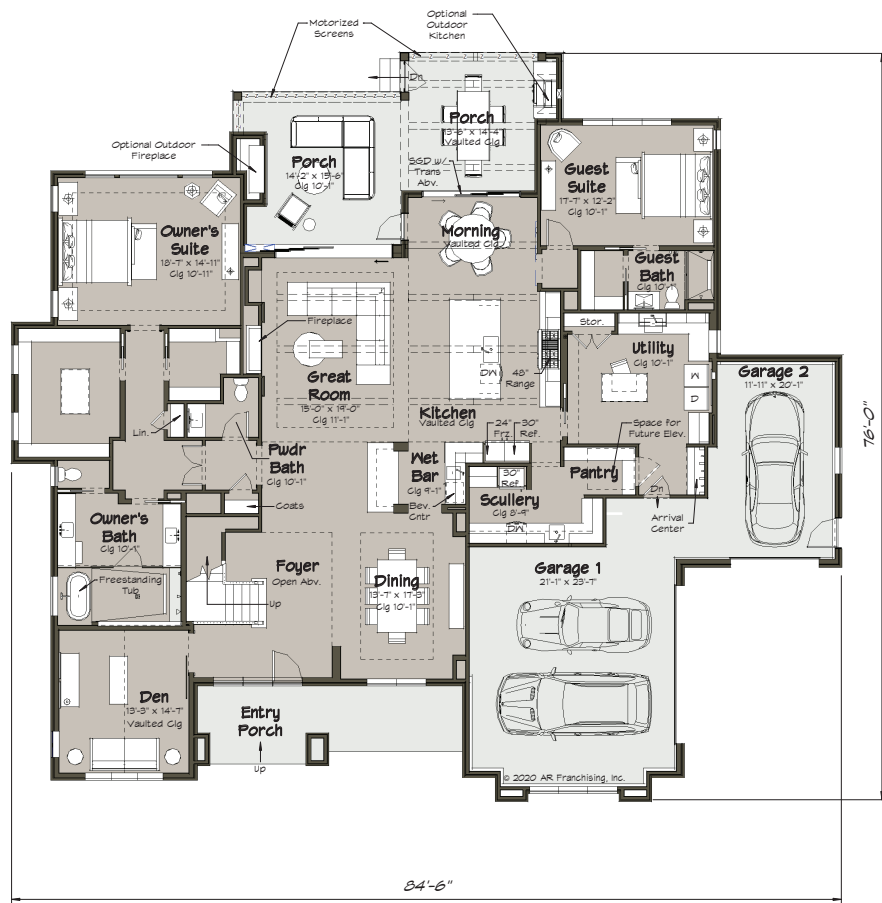 Motorized
Screens
Optional
Outdoor
Kitchen
Dn
Porch
13'-6" x 14'-4"
Vaulted Clg
Optional Outdoor
Fireplace
Porch
14'-2" x 15'-6"
Clg 10'-1"
SGD w/
Trans
Abv.
Guest
Suite
17'-7" x 12'-2"
Clg 10'-1"
Owner's
Suite
18'-7" x 14'-11"
Clg 10'-11"
Morning
Vaulted Clg
Guest
Bath
Clg 10'-1"
Fireplace
Stor.
Utility
Clg 10'-1"
W
D
Great
Room
15'-0" x 19'-0"
Clg 11'-1"
DW
48"
Range
Kitchen
Vaulted Clg
Garage 2
11'-11" x 20'-1"
Lin.
24"
Frz.
30"
Ref.
Space for
Future Elev.
Pwdr
Bath
Clg 10'-1"
Wet
Bar
Clg 9'-1"
Pantry
30"
Ref.
Dn
Scullery
Clg 8'-9"
Coats
Bev.
Cntr
DW
Arrival
Center
Owner's
Bath
Clg 10'-1"
Freestanding
Tub
Foyer
Open Abv.
Up
Dining
13'-7" x 17'-3"
Clg 10'-1"
Garage 1
21'-1" x 23'-7"
Den
13'-3" x 14'-7"
Vaulted Clg
Entry
Porch
Up
© 2020 AR Franchising, Inc.
76'-0"
84'-6"